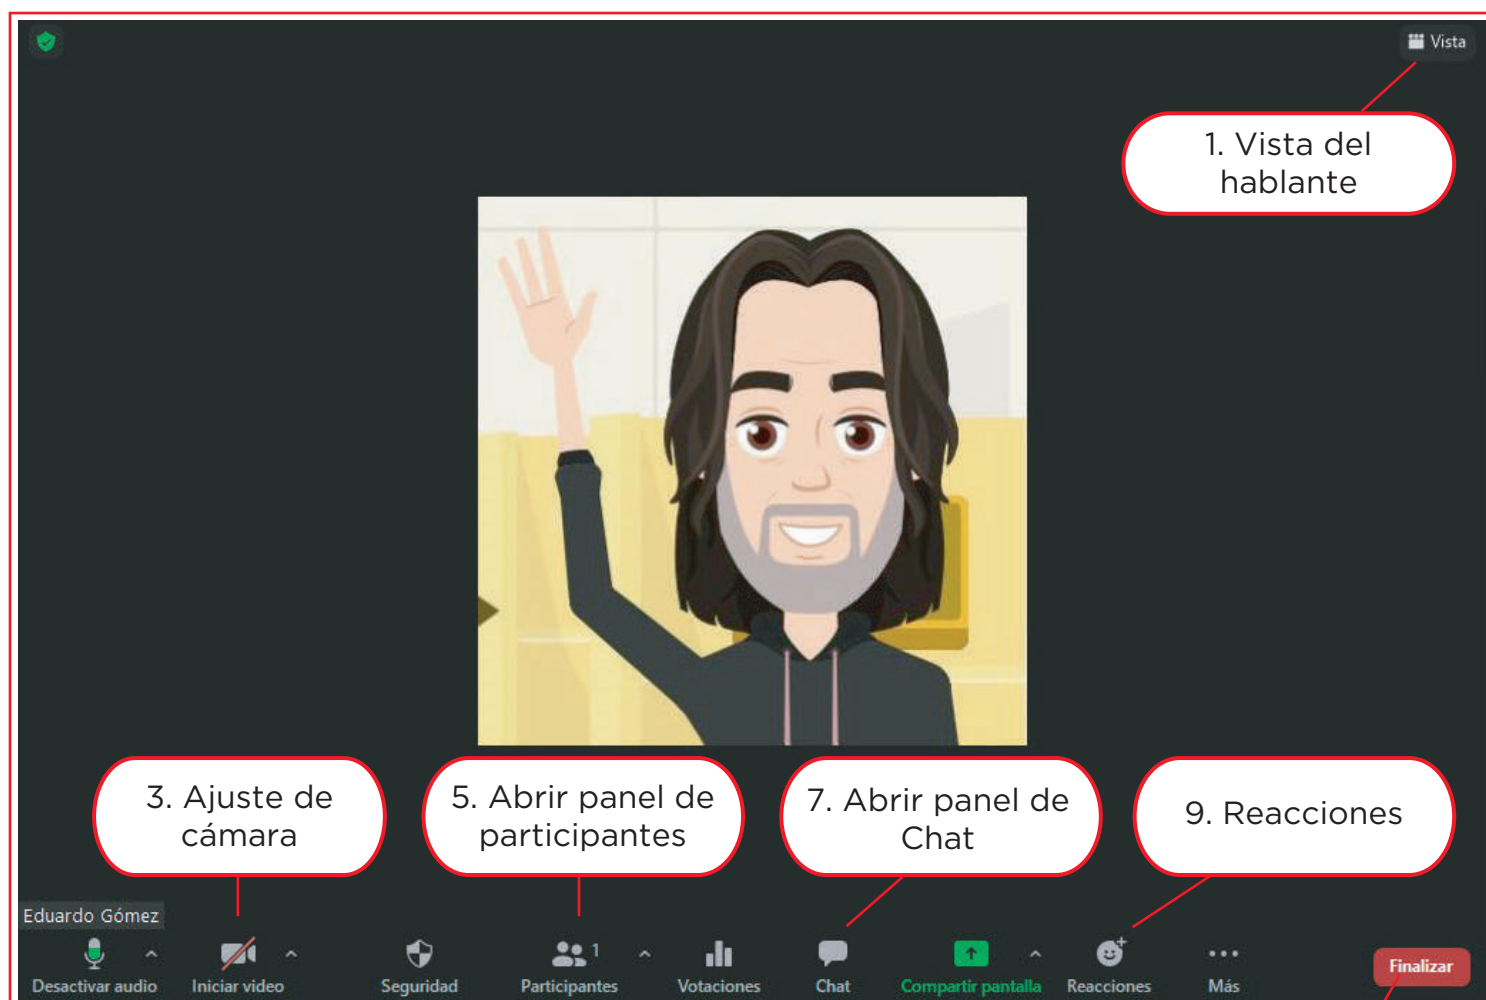 Vista
1. Vista del
hablante
3. Ajuste de
cámara
5. Abrir panel de
participantes
7. Abrir panel de
Chat
9. Reacciones
Eduardo Gómez
1
Desactivar audio
Iniciar video
Seguridad
Participantes
Votaciones
Chat
Compartir pantalla
Reacciones
Más
Finalizar